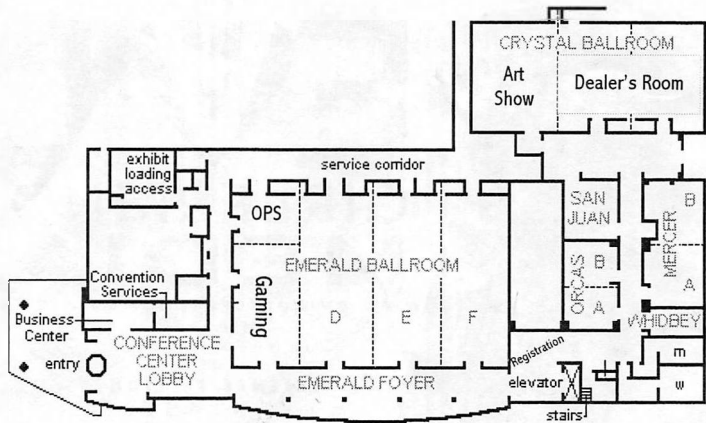 CRYSTAL BALLROOM
Art
Show
Dealer's Room
exhibit
loading
access
service corridor
OPS
SAN
JUAN
B
MERCER
A
EMERALD BALLROOM
Gaming
D
E
F
ORCAS
B
A
Convention
Services
Business
Center
WHIDBEY
CONFERENCE
CENTER
LOBBY
entry
Registration
m
EMERALD FOYER
elevator
w
stairs